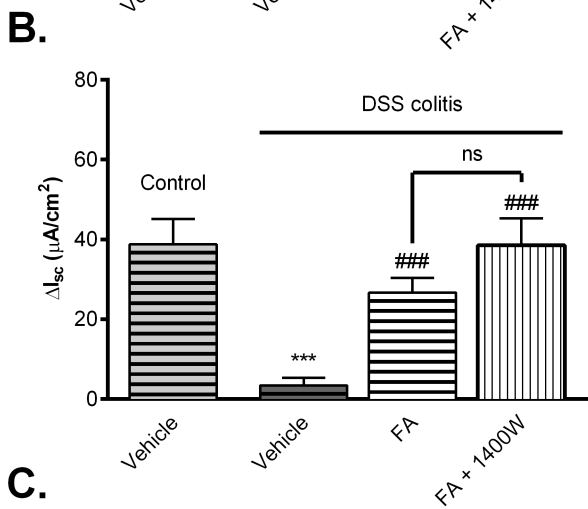 B.
80
DSS colitis
60
ns
Control
###
40
###
ΔIsc (μA/cm2)
20
***
0
Vehicle
Vehicle
FA
FA + 1400W
C.